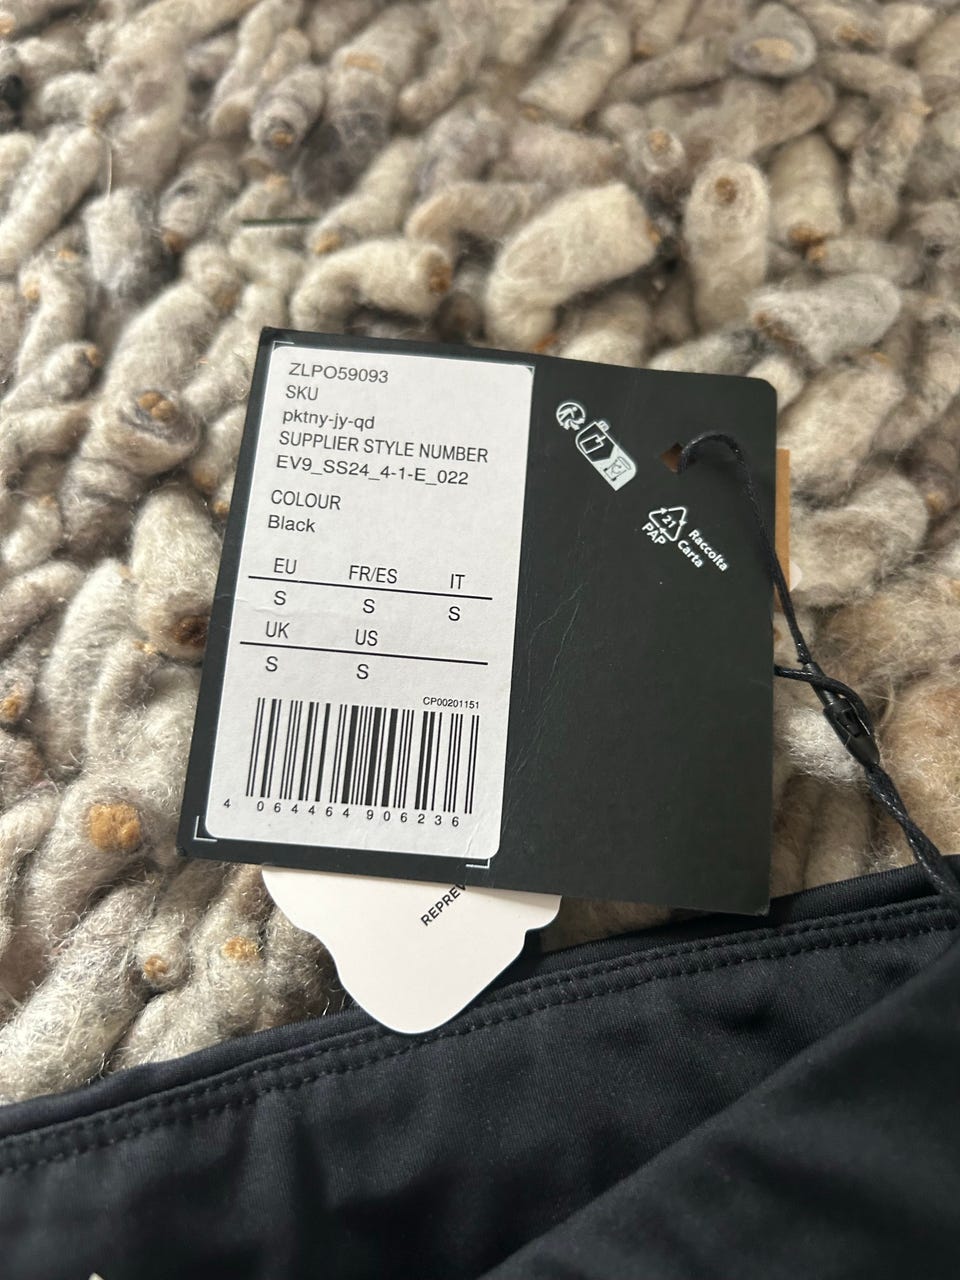 ZLPO59093
SKU
pktny-jy-qd
SUPPLIER STYLE NUMBER
EV9_SS24_4-1-E_022
COLOUR
Black
EU FR/ES IT
S S S
UK US
S S
CP00201151
4 064464 906236
21
PAP
Raccolta
Carta
REPREV